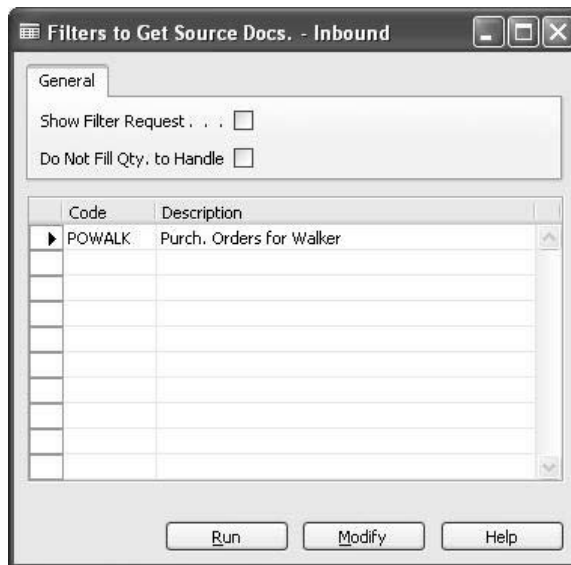 Filters to Get Source Docs. - Inbound
General
Show Filter Request . . .
Do Not Fill Qty. to Handle
Code Description
POWALK Purch. Orders for Walker
Run Modify Help